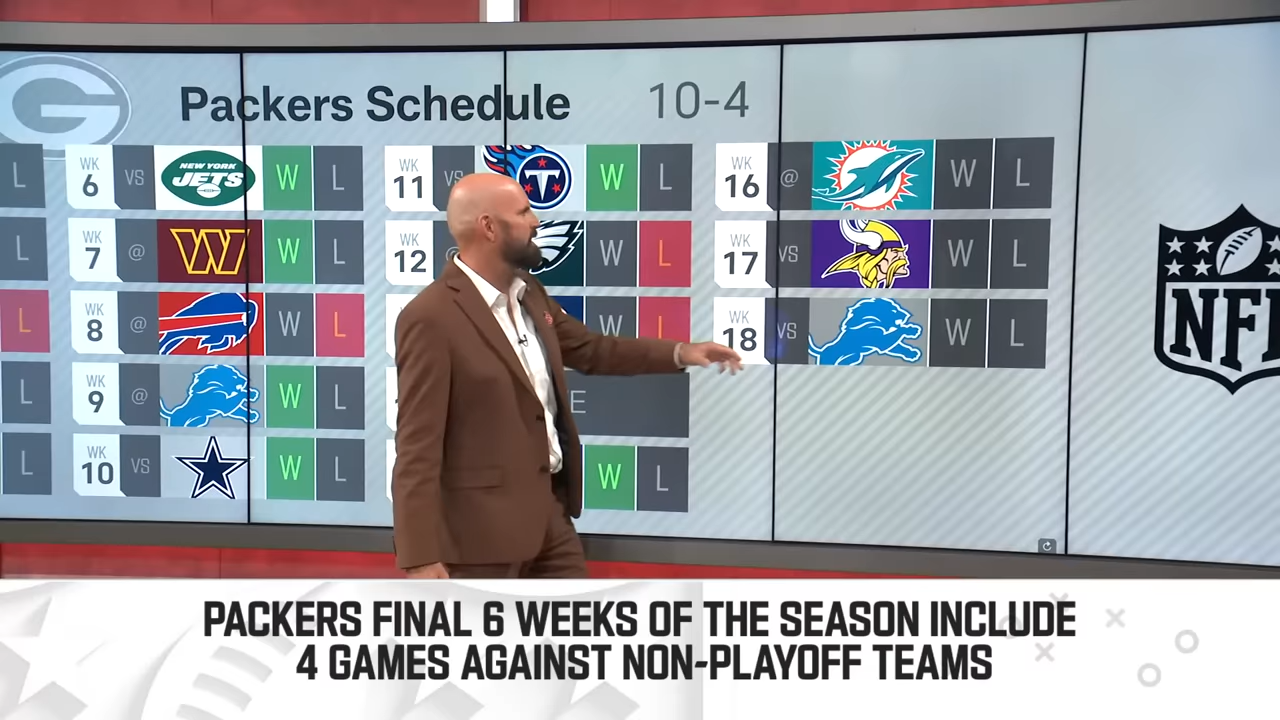 Packers Schedule 10-4
L WK 6 VS NEW YORK JETS W L WK 11 VS W L WK 16 @ W L
L WK 7 @ W W L WK 12 @ W L WK 17 VS W L
L WK 8 @ W L W L WK 18 VS W L
L WK 9 @ W L E
L WK 10 VS W L W L
NFL
PACKERS FINAL 6 WEEKS OF THE SEASON INCLUDE
4 GAMES AGAINST NON-PLAYOFF TEAMS